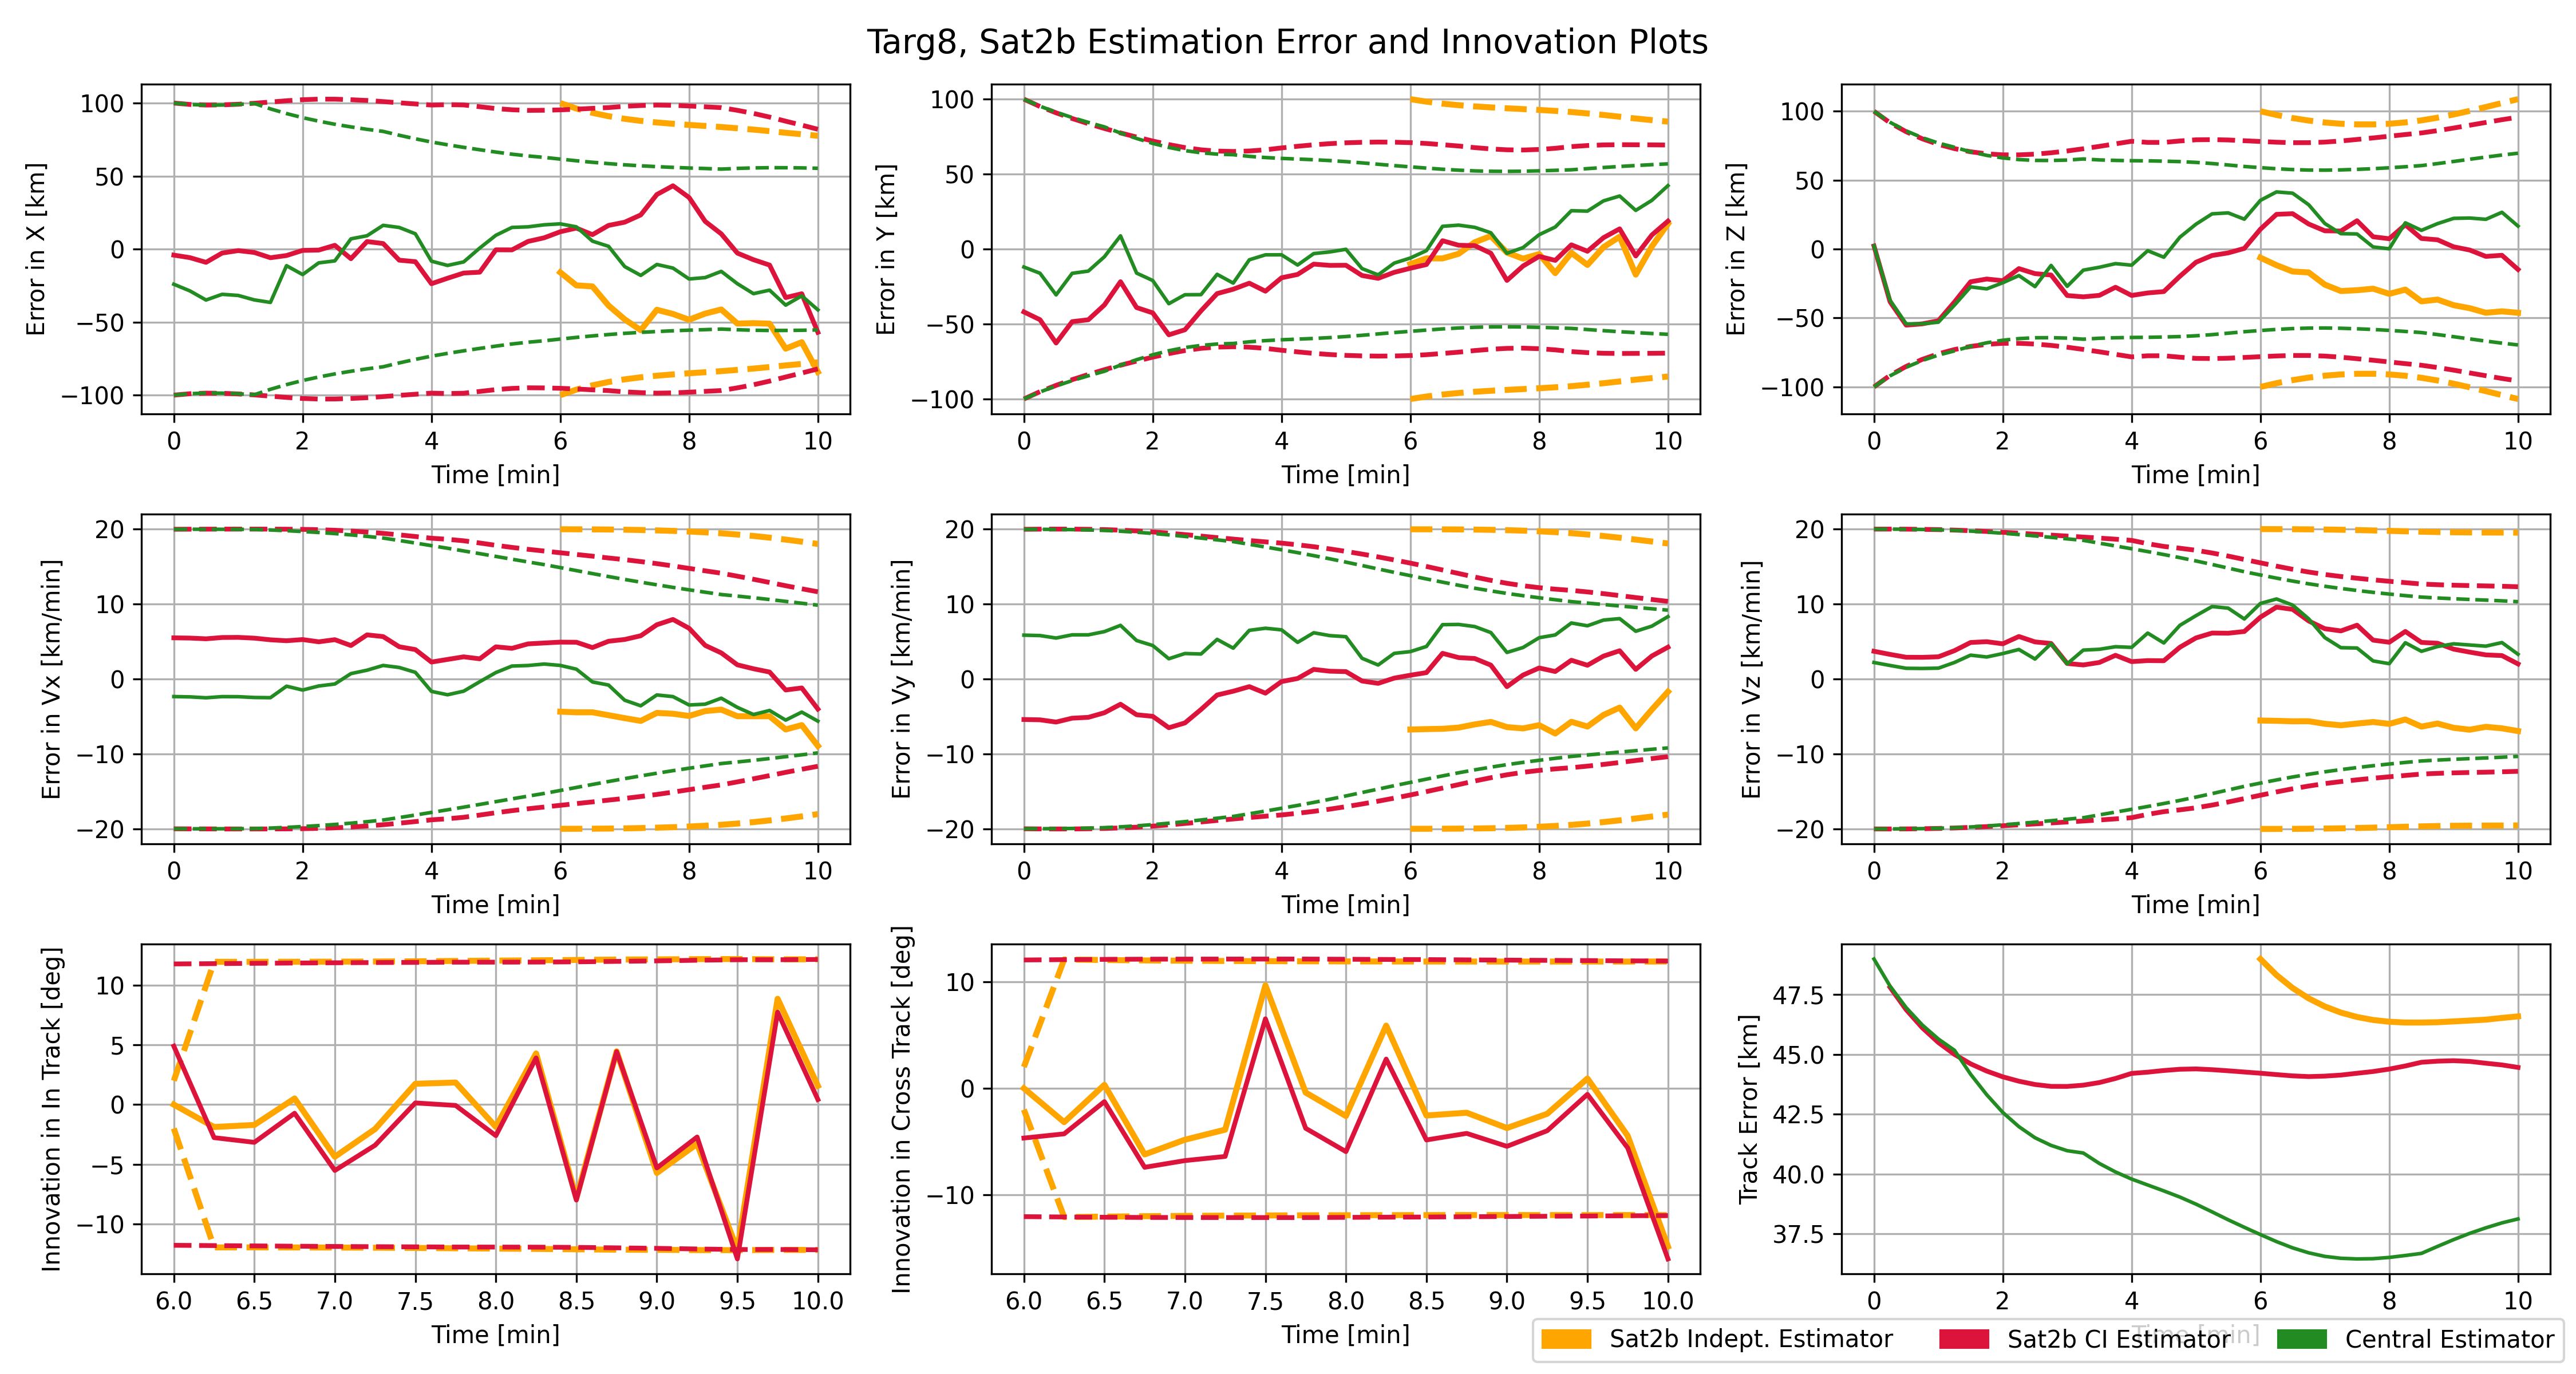 Targ8, Sat2b Estimation Error and Innovation Plots
Error in X [km]
100
50
0
−50
−100
0 2 4 6 8 10
Time [min]
Error in Y [km]
100
50
0
−50
−100
0 2 4 6 8 10
Time [min]
Error in Z [km]
100
50
0
−50
−100
0 2 4 6 8 10
Time [min]
Error in Vx [km/min]
20
10
0
−10
−20
0 2 4 6 8 10
Time [min]
Error in Vy [km/min]
20
10
0
−10
−20
0 2 4 6 8 10
Time [min]
Error in Vz [km/min]
20
10
0
−10
−20
0 2 4 6 8 10
Time [min]
Innovation in In Track [deg]
10
5
0
−5
−10
6.0 6.5 7.0 7.5 8.0 8.5 9.0 9.5 10.0
Time [min]
Innovation in Cross Track [deg]
10
0
−10
6.0 6.5 7.0 7.5 8.0 8.5 9.0 9.5 10.0
Time [min]
Track Error [km]
47.5
45.0
42.5
40.0
37.5
0 2 4 6 8 10
Time [min]
Sat2b Indept. Estimator
Sat2b CI Estimator
Central Estimator